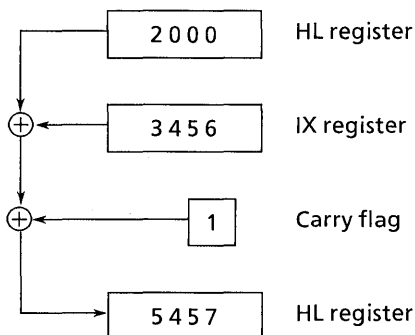 2000 HL register
3456 IX register
1 Carry flag
5457 HL register